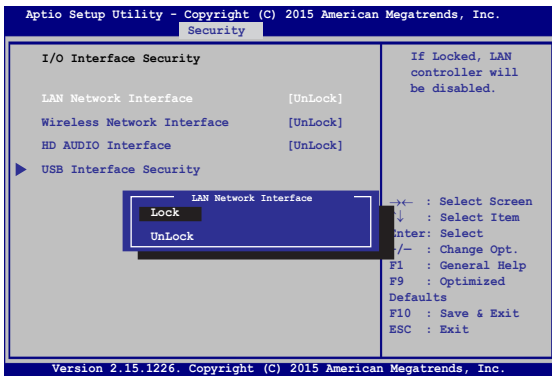 Aptio Setup Utility - Copyright (C) 2015 American Megatrends, Inc.
Security
I/O Interface Security
LAN Network Interface [UnLock]
Wireless Network Interface [UnLock]
HD AUDIO Interface [UnLock]
USB Interface Security
If Locked, LAN
controller will
be disabled.
LAN Network Interface
Lock
UnLock
→← : Select Screen
↑↓ : Select Item
Enter: Select
+/— : Change Opt.
F1 : General Help
F9 : Optimized
Defaults
F10 : Save & Exit
ESC : Exit
Version 2.15.1226. Copyright (C) 2015 American Megatrends, Inc.